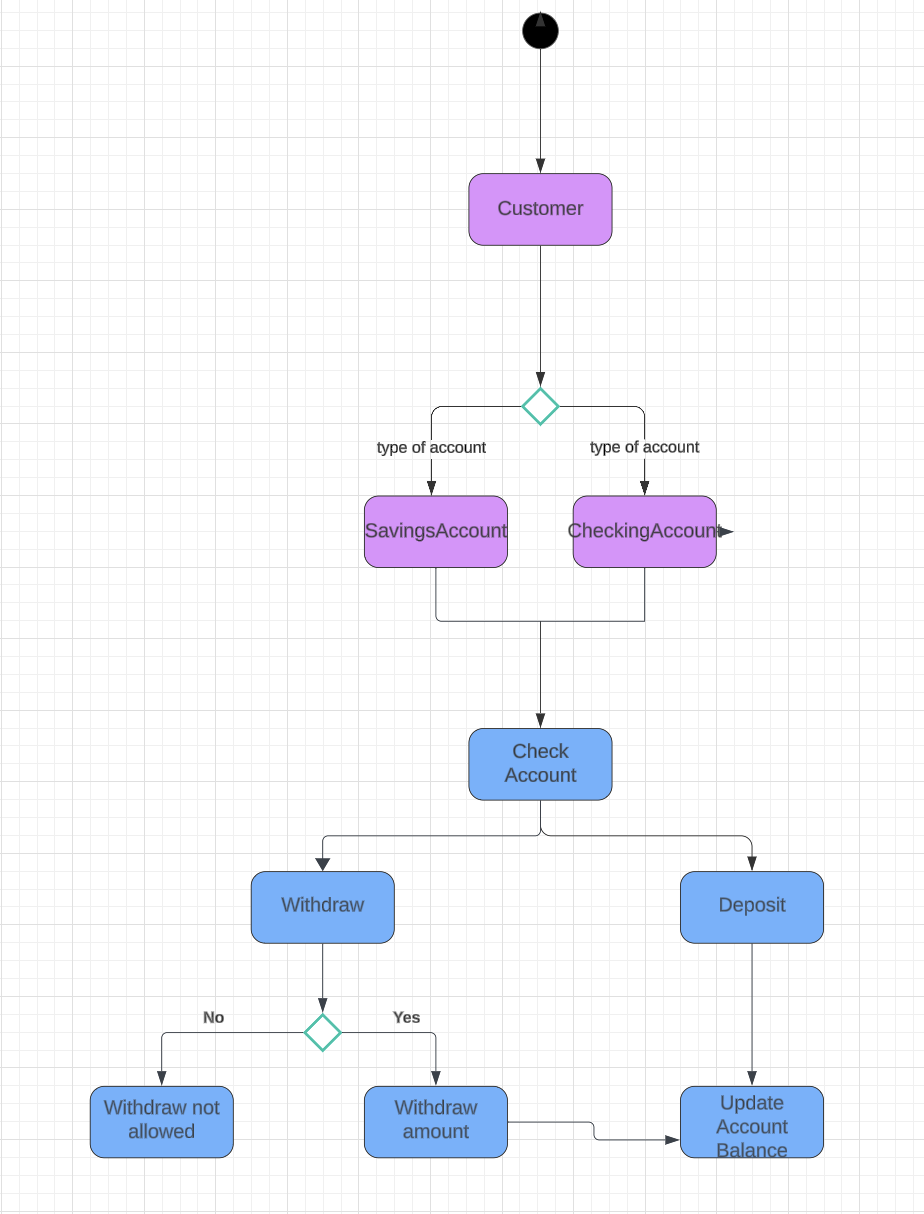 Customer
type of account
type of account
SavingsAccount
CheckingAccount
Check
Account
Withdraw
Deposit
No
Yes
Withdraw not
allowed
Withdraw
amount
Update
Account
Balance